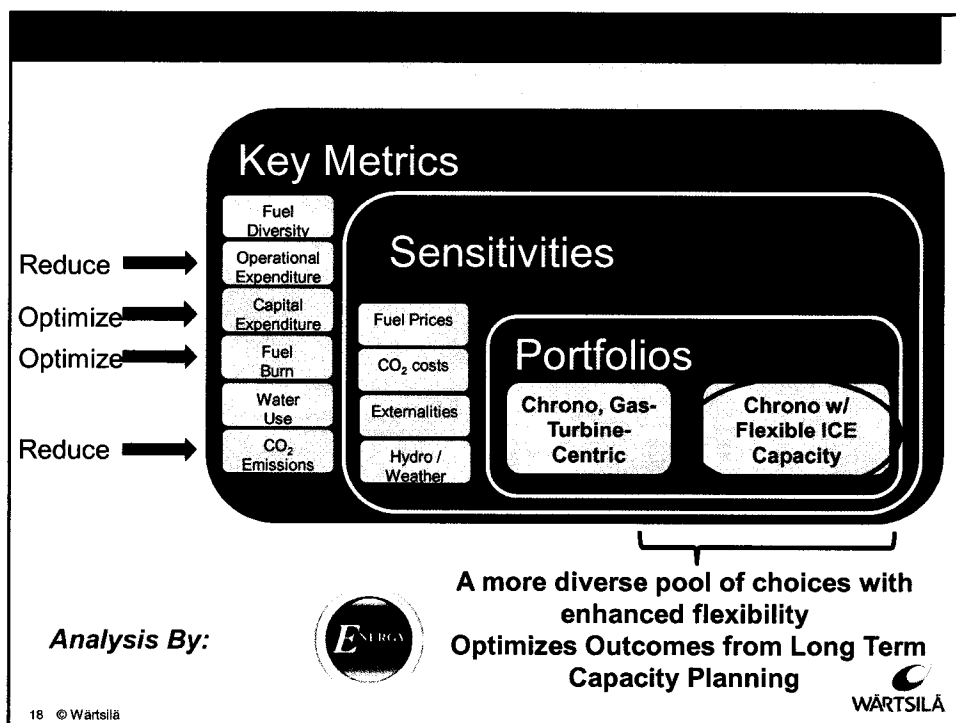 Key Metrics
Fuel
Diversity
Reduce
Operational
Expenditure
Optimize
Capital
Expenditure
Optimize
Fuel
Burn
Water
Use
Reduce
CO₂
Emissions
Sensitivities
Fuel Prices
CO₂ costs
Externalities
Hydro /
Weather
Portfolios
Chrono, Gas-
Turbine-
Centric
Chrono w/
Flexible ICE
Capacity
A more diverse pool of choices with
enhanced flexibility
Optimizes Outcomes from Long Term
Capacity Planning
Analysis By:
ENERGA
WÄRTSILÄ
18 © Wärtsilä